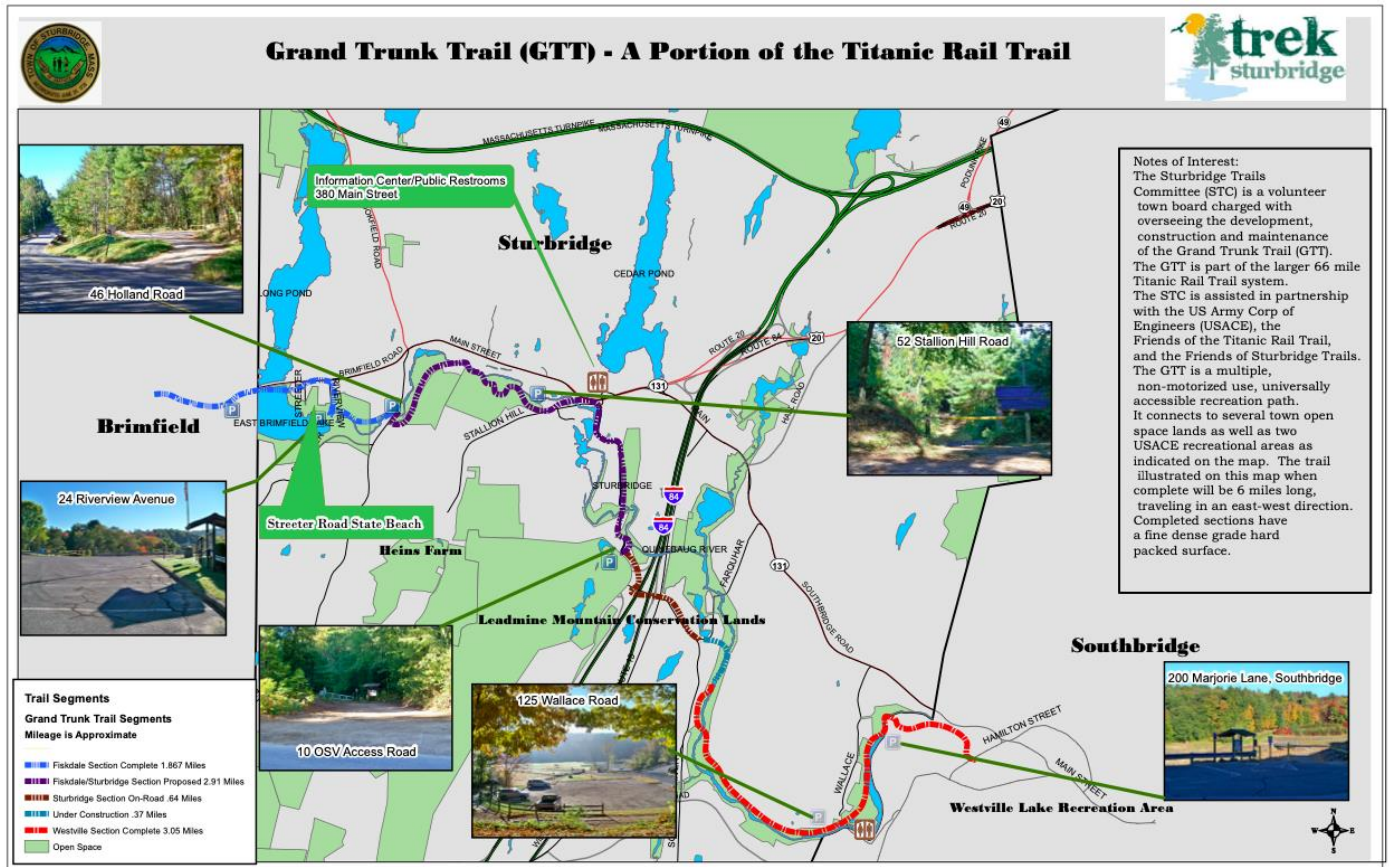 TOWN OF STURBRIDGE, MASS
Grand Trunk Trail (GTT) - A Portion of the Titanic Rail Trail
trek
sturbridge
MASSACHUSETTS TURNPIKE
MASSACHUSETTS TURNPIKE
49
PODUNK PIKE
49
20
ROUTE 20
Information Center/Public Restrooms
380 Main Street
Sturbridge
CEDAR POND
LONG POND
46 Holland Road
MAIN STREET
BRIMFIELD ROAD
ROUTE 20
ROUTE 84
20
52 Stallion Hill Road
131
HALL ROAD
STREETER
RIVERVIEW
P
P
P
P
EAST BRIMFIELD LAKE
STALLION HILL
Brimfield
24 Riverview Avenue
Streeter Road State Beach
STURBRIDGE
84
84
Heins Farm
QUINEBAUG RIVER
P
FARQUHAR
131
SOUTHBRIDGE ROAD
Leadmine Mountain Conservation Lands
10 OSV Access Road
125 Wallace Road
Southbridge
200 Marjorie Lane, Southbridge
HAMILTON STREET
MAIN STREET
WALLACE
P
P
Westville Lake Recreation Area
N
W
E
S
Notes of Interest:
The Sturbridge Trails
Committee (STC) is a volunteer
town board charged with
overseeing the development,
construction and maintenance
of the Grand Trunk Trail (GTT).
The GTT is part of the larger 66 mile
Titanic Rail Trail system.
The STC is assisted in partnership
with the US Army Corp of
Engineers (USACE), the
Friends of the Titanic Rail Trail,
and the Friends of Sturbridge Trails.
The GTT is a multiple,
non-motorized use, universally
accessible recreation path.
It connects to several town open
space lands as well as two
USACE recreational areas as
indicated on the map. The trail
illustrated on this map when
complete will be 6 miles long,
traveling in an east-west direction.
Completed sections have
a fine dense grade hard
packed surface.
Trail Segments
Grand Trunk Trail Segments
Mileage is Approximate
Fiskdale Section Complete 1.867 Miles
Fiskdale/Sturbridge Section Proposed 2.91 Miles
Sturbridge Section On-Road .64 Miles
Under Construction .37 Miles
Westville Section Complete 3.05 Miles
Open Space